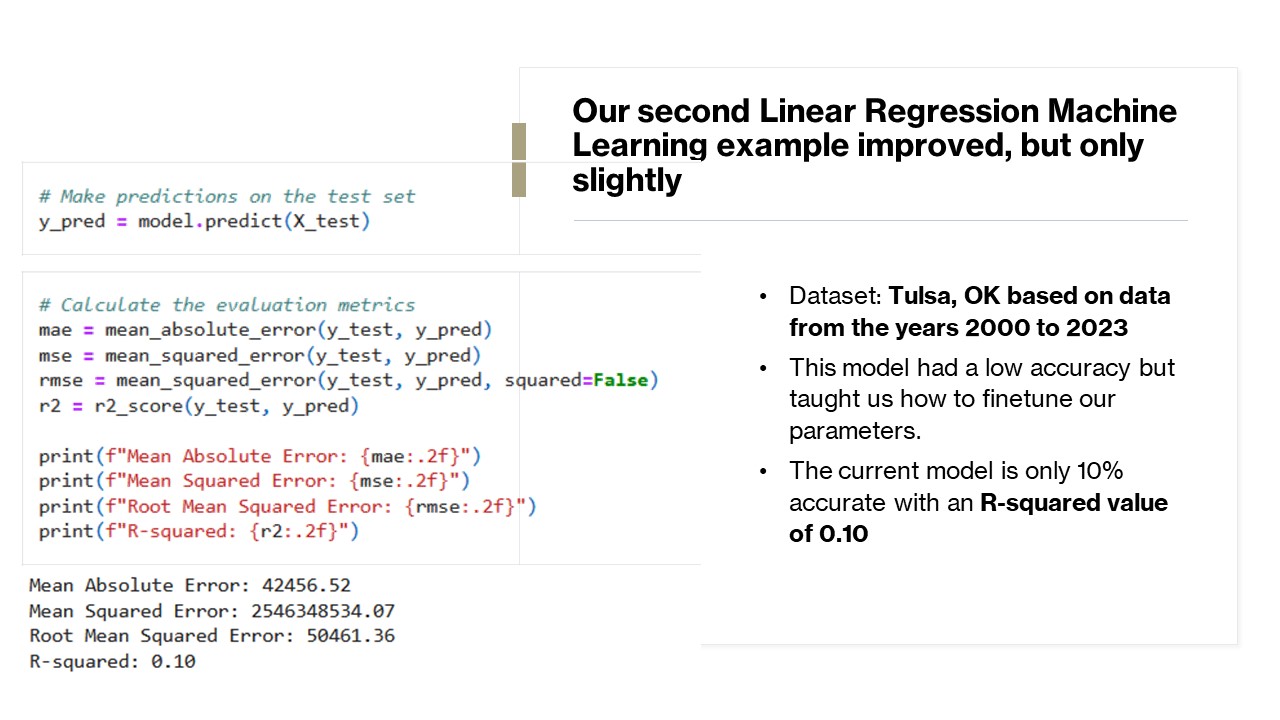 Our second Linear Regression Machine
Learning example improved, but only
slightly
# Make predictions on the test set
y_pred = model.predict(X_test)
# Calculate the evaluation metrics
mae = mean_absolute_error(y_test, y_pred)
mse = mean_squared_error(y_test, y_pred)
rmse = mean_squared_error(y_test, y_pred, squared=False)
r2 = r2_score(y_test, y_pred)
print(f"Mean Absolute Error: {mae:.2f}")
print(f"Mean Squared Error: {mse:.2f}")
print(f"Root Mean Squared Error: {rmse:.2f}")
print(f"R-squared: {r2:.2f}")
Mean Absolute Error: 42456.52
Mean Squared Error: 2546348534.07
Root Mean Squared Error: 50461.36
R-squared: 0.10
• Dataset: Tulsa, OK based on data
from the years 2000 to 2023
• This model had a low accuracy but
taught us how to finetune our
parameters.
• The current model is only 10%
accurate with an R-squared value
of 0.10